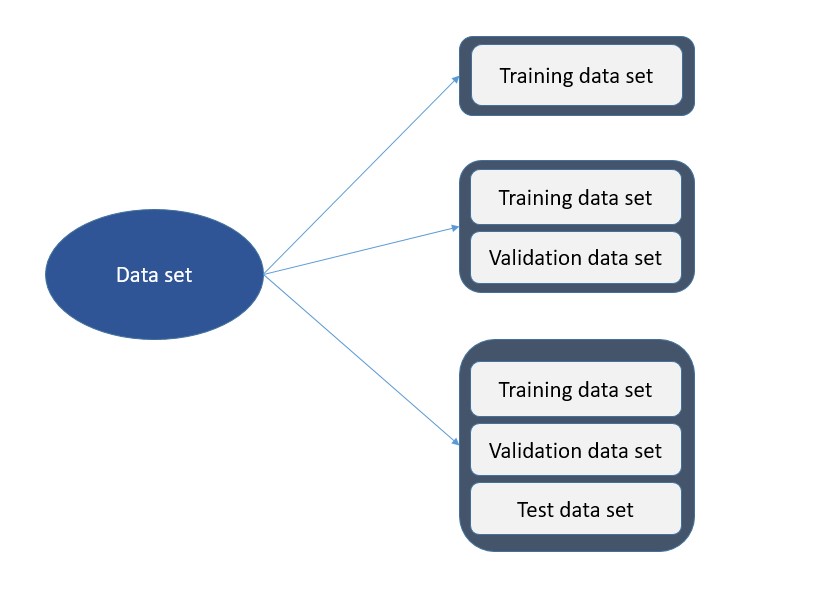 Training data set
Training data set
Validation data set
Data set
Training data set
Validation data set
Test data set